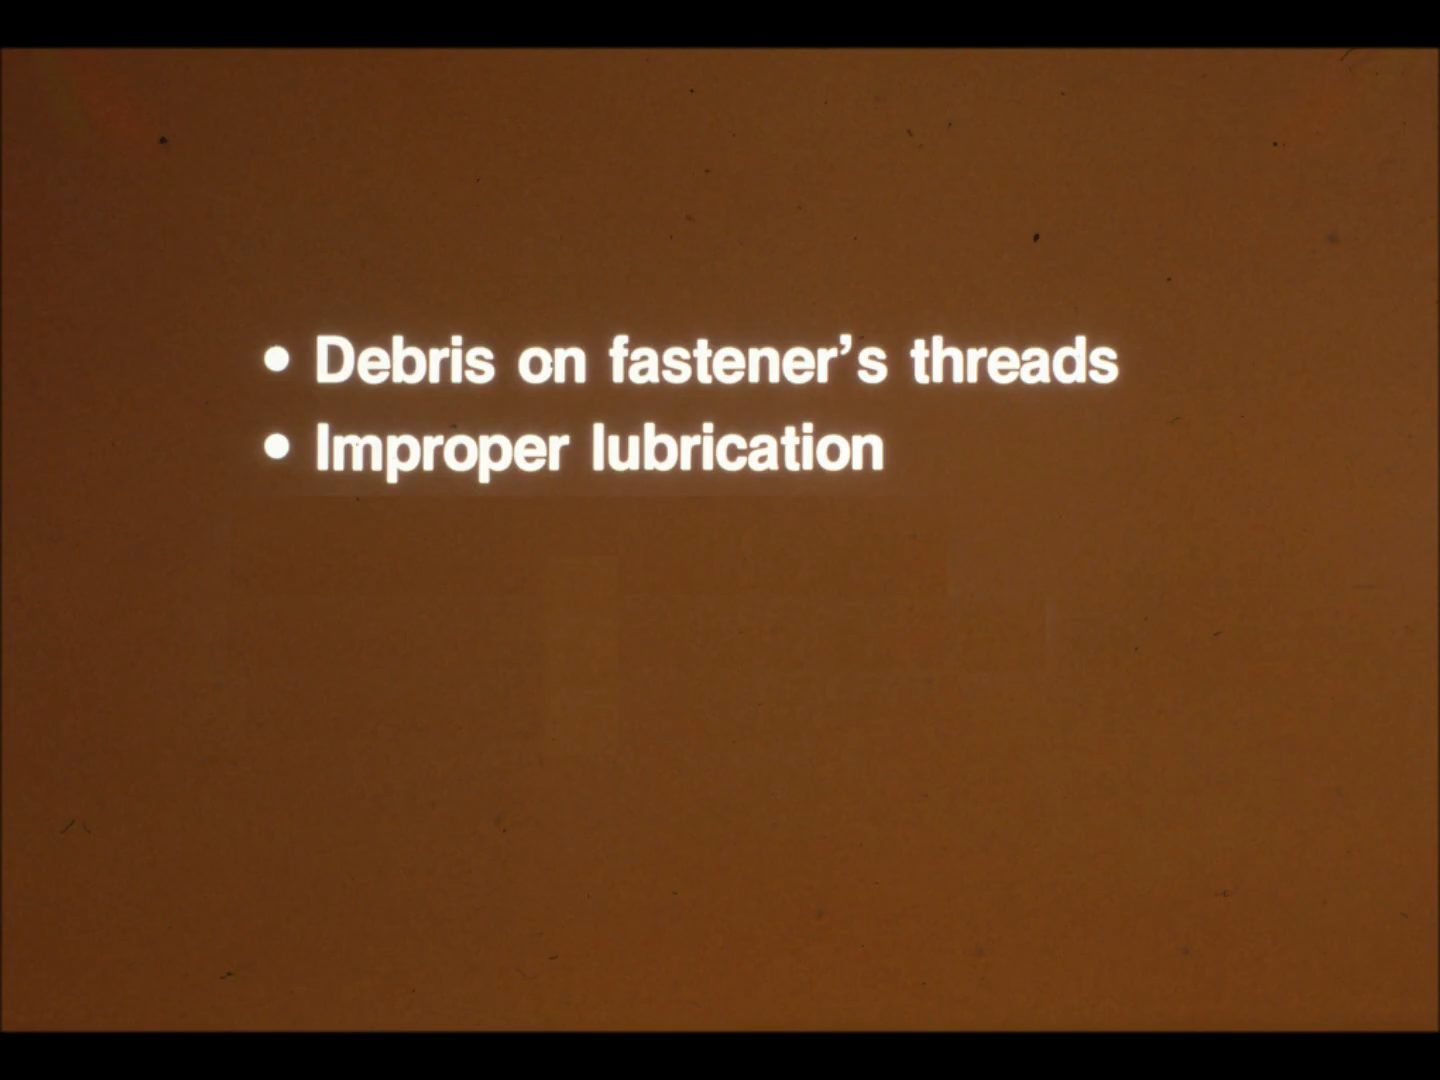 • Debris on fastener's threads
• Improper lubrication